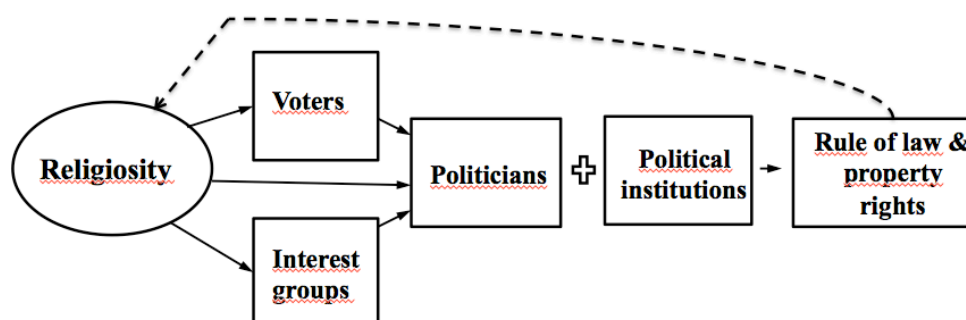 Voters
Religiosity
Politicians
Political
institutions
Rule of law &
property
rights
Interest
groups